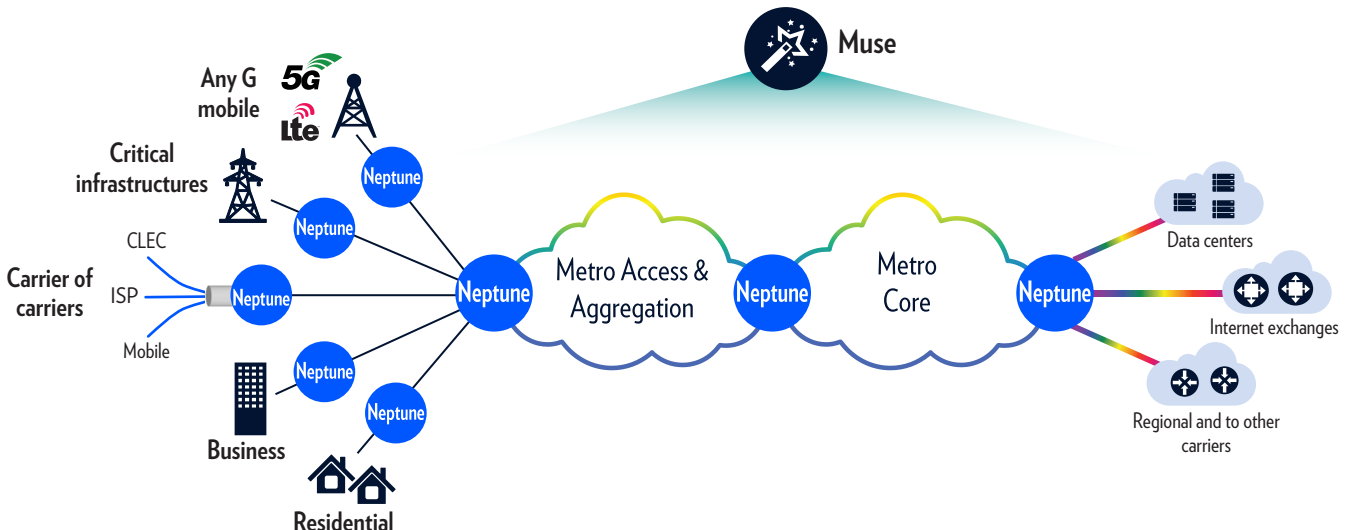 Muse
Any G
mobile
5G
Lte
Neptune
Critical
infrastructures
Neptune
CLEC
Carrier of
carriers
ISP
Mobile
Neptune
Neptune
Business
Neptune
Residential
Neptune
Metro Access &
Aggregation
Neptune
Metro
Core
Neptune
Data centers
Internet exchanges
Regional and to other
carriers